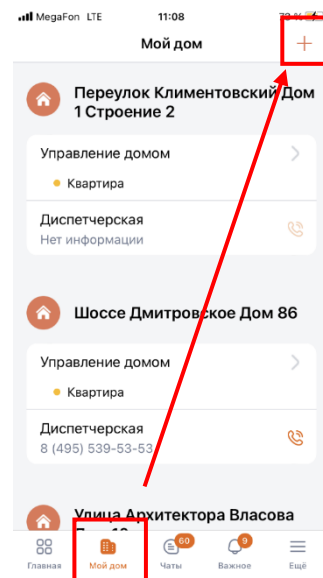 MegaFon LTE 11:08 72 %
Мой дом
Переулок Климентовский Дом
1 Строение 2
Управление домом
Квартира
Диспетчерская
Нет информации
Шоссе Дмитровское Дом 86
Управление домом
Квартира
Диспетчерская
8 (495) 539-53-53
Улица Архитектора Власова
60 9
Главная Мой дом Чаты Важное Ещё